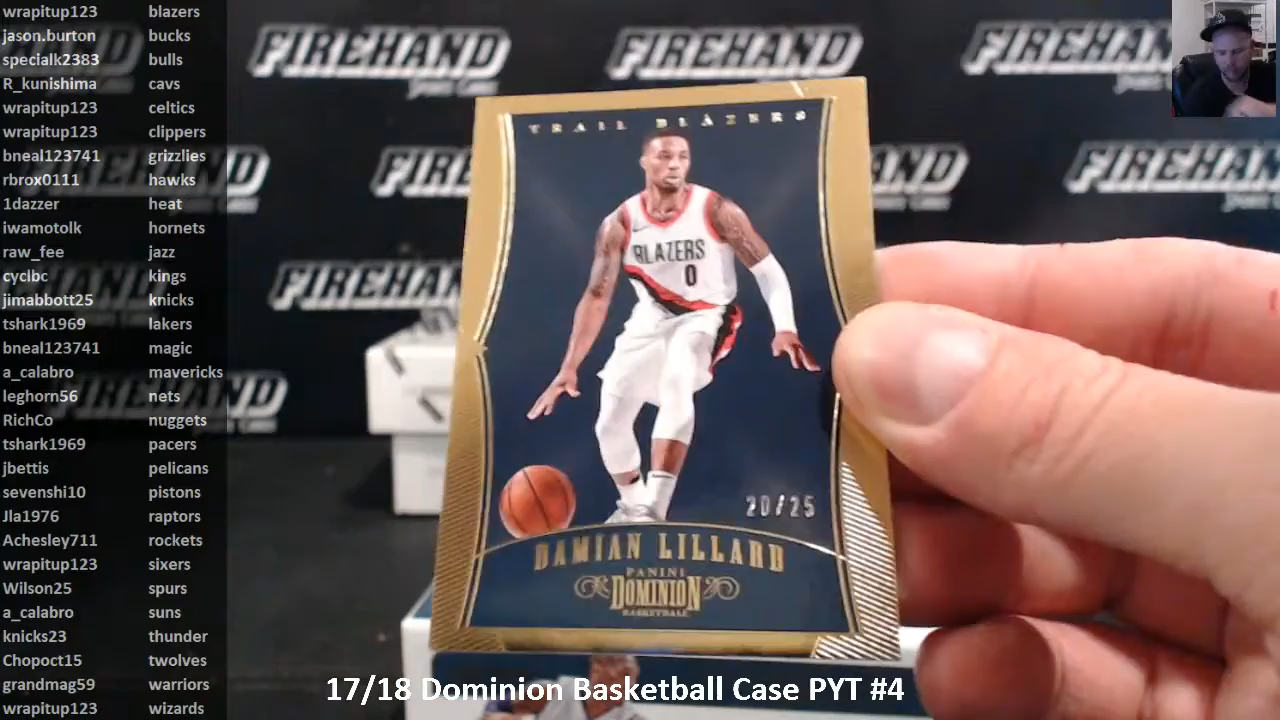 wrapitup123 blazers
jason.burton bucks
specialk2383 bulls
R_kunishima cavs
wrapitup123 celtics
wrapitup123 clippers
bneal123741 grizzlies
rbrox0111 hawks
1dazzer heat
iwamotolk hornets
raw_fee jazz
cyclbc kings
jimabbott25 knicks
tshark1969 lakers
bneal123741 magic
a_calabro mavericks
leghorn56 nets
RichCo nuggets
tshark1969 pacers
jbettis pelicans
sevenshi10 pistons
Jla1976 raptors
Achesley711 rockets
wrapitup123 sixers
Wilson25 spurs
a_calabro suns
knicks23 thunder
Chopoct15 twolves
grandmag59 warriors
wrapitup123 wizards
FIREHAND
FIREHAND
FIREHAND
FIREHAND
FIREHAND
TRAIL BLAZERS
BLAZERS
0
20/25
DAMIAN LILLARD
PANINI
DOMINION
BASKETBALL
17/18 Dominion Basketball Case PYT #4